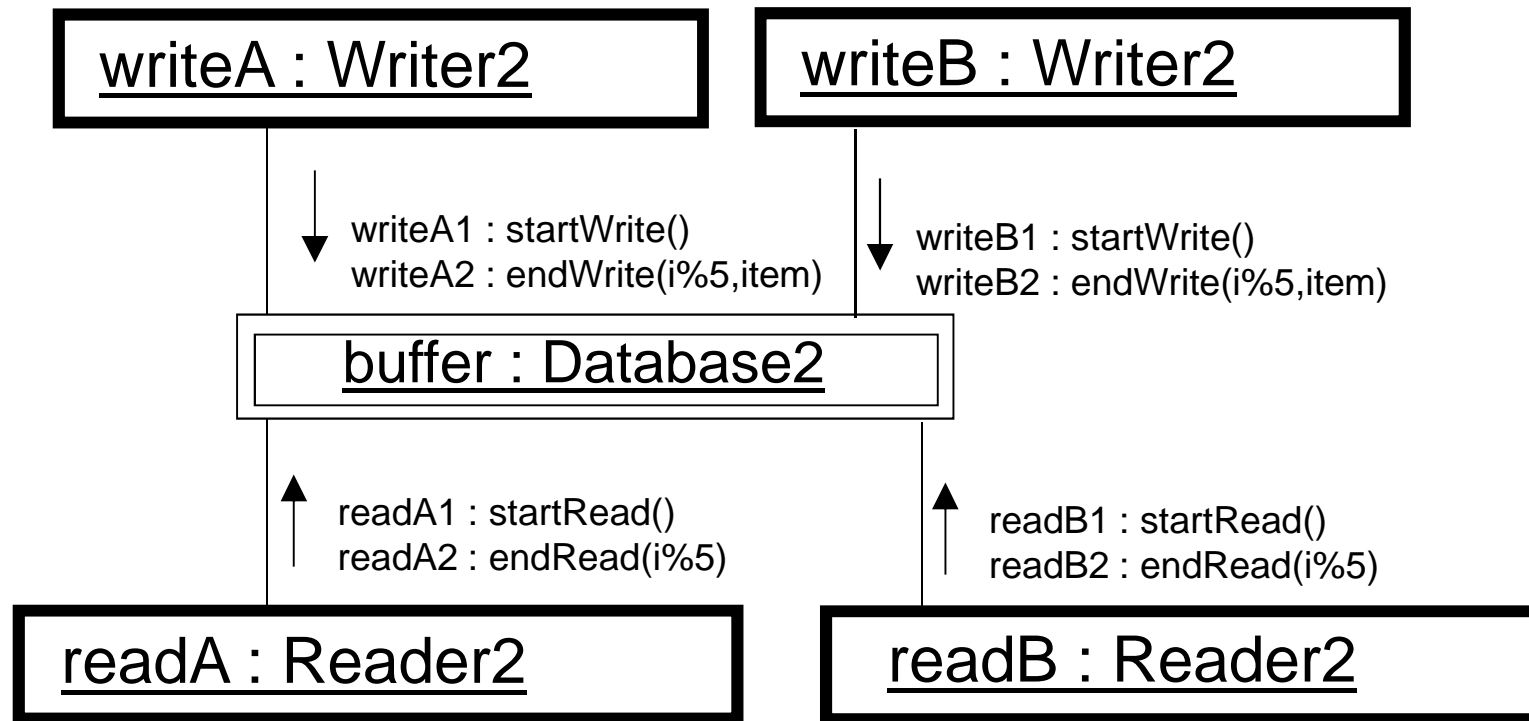 writeA : Writer2
writeB : Writer2
writeA1 : startWrite()
writeA2 : endWrite(i%5,item)
writeB1 : startWrite()
writeB2 : endWrite(i%5,item)
buffer : Database2
readA1 : startRead()
readA2 : endRead(i%5)
readB1 : startRead()
readB2 : endRead(i%5)
readA : Reader2
readB : Reader2